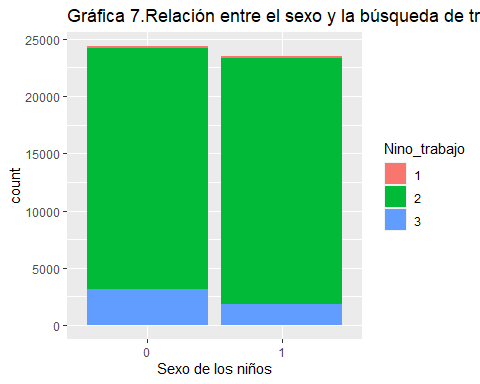 Gráfica 7.Relación entre el sexo y la búsqueda de tr
25000
20000
15000
10000
5000
0
count
0 1
Sexo de los niños
Nino_trabajo
1
2
3